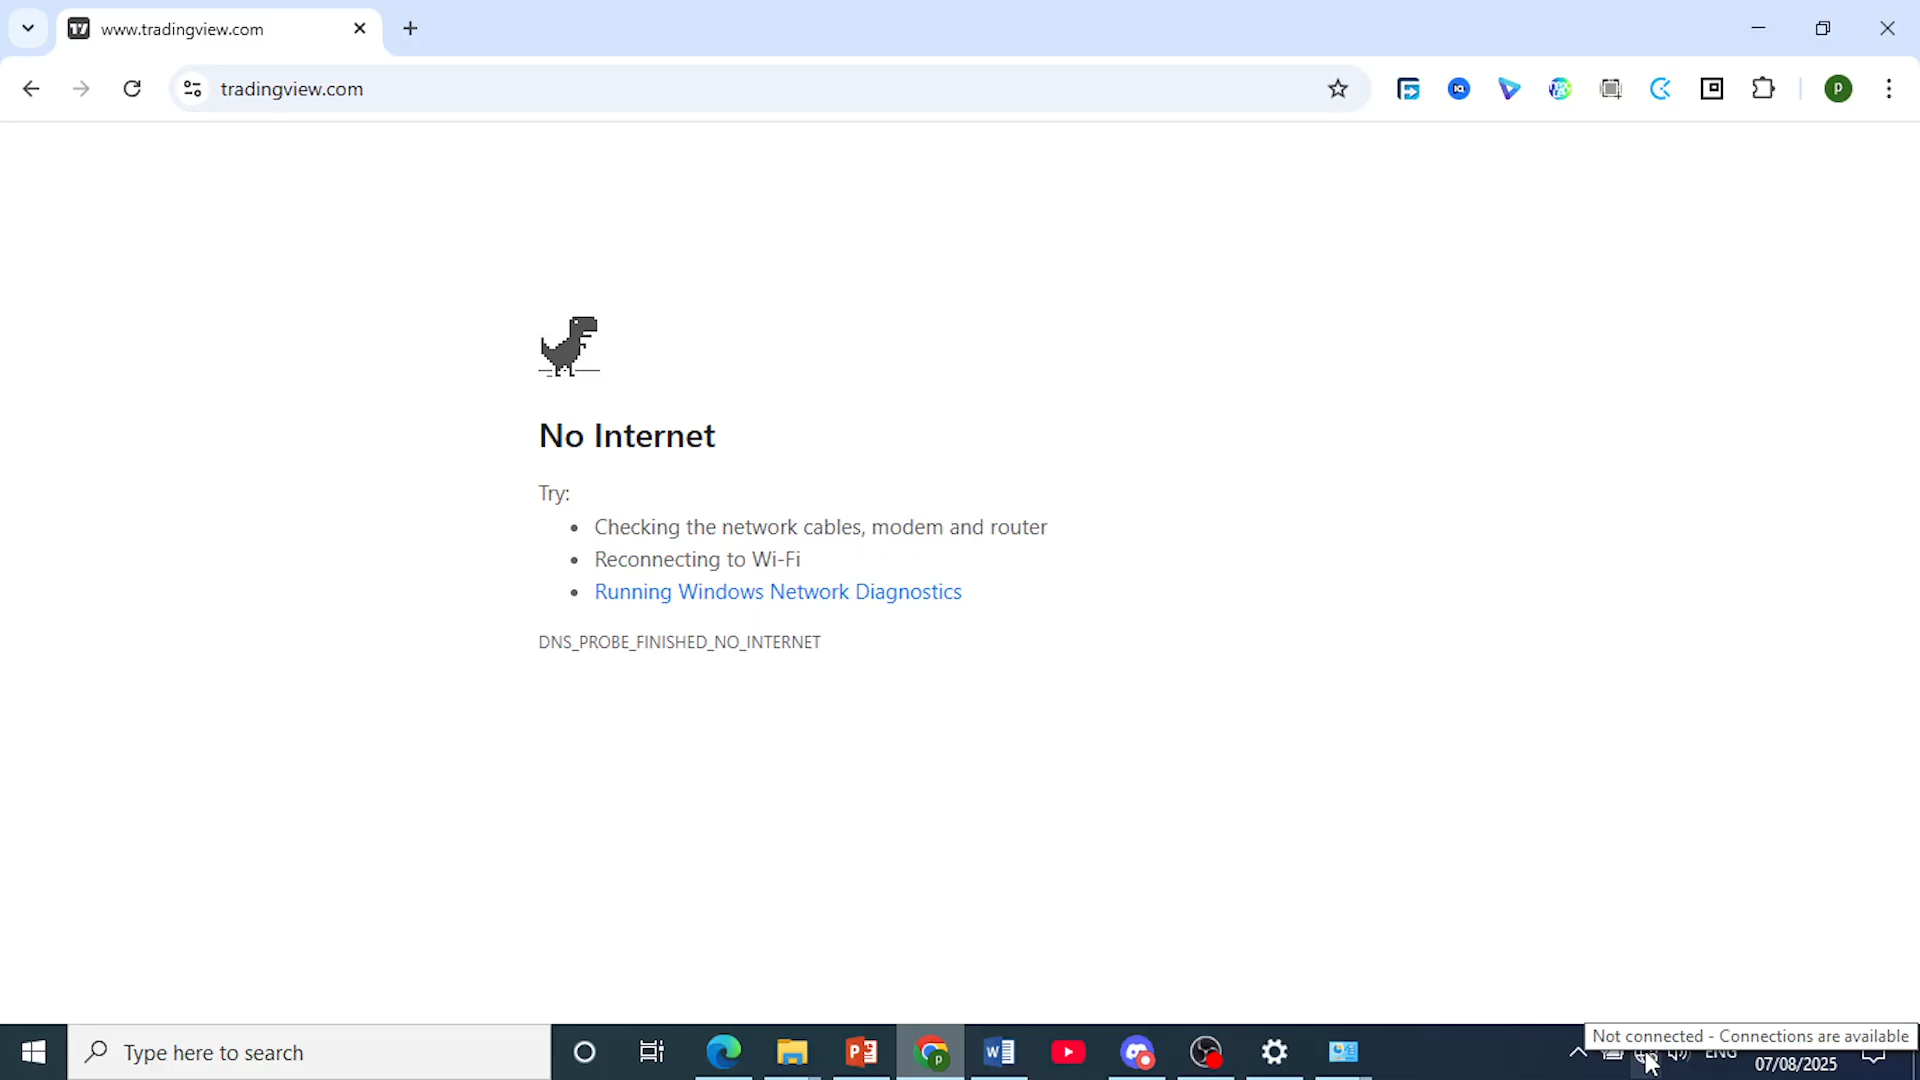 www.tradingview.com
tradingview.com
P
No Internet
Try:
Checking the network cables, modem and router
Reconnecting to Wi-Fi
Running Windows Network Diagnostics
DNS_PROBE_FINISHED_NO_INTERNET
Not connected - Connections are available
Type here to search
ENG
07/08/2025